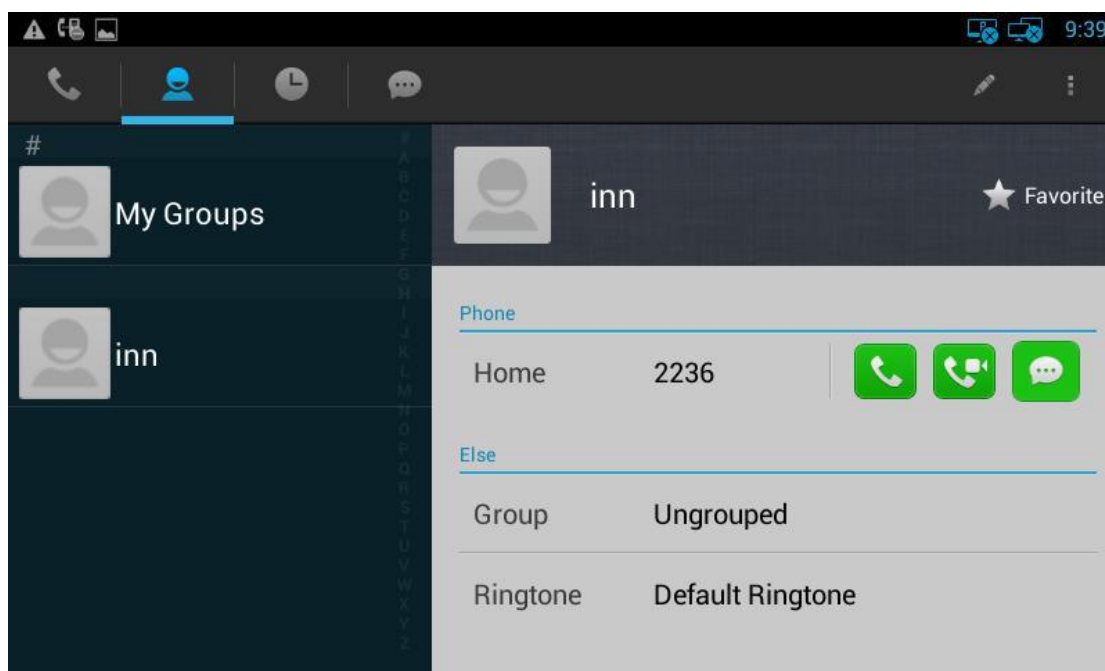 9:39
#
My Groups
inn
#
A
B
C
D
E
F
G
H
I
J
K
L
M
N
O
P
Q
R
S
T
U
V
W
X
Y
Z
inn
Favorite
Phone
Home 2236
Else
Group Ungrouped
Ringtone Default Ringtone